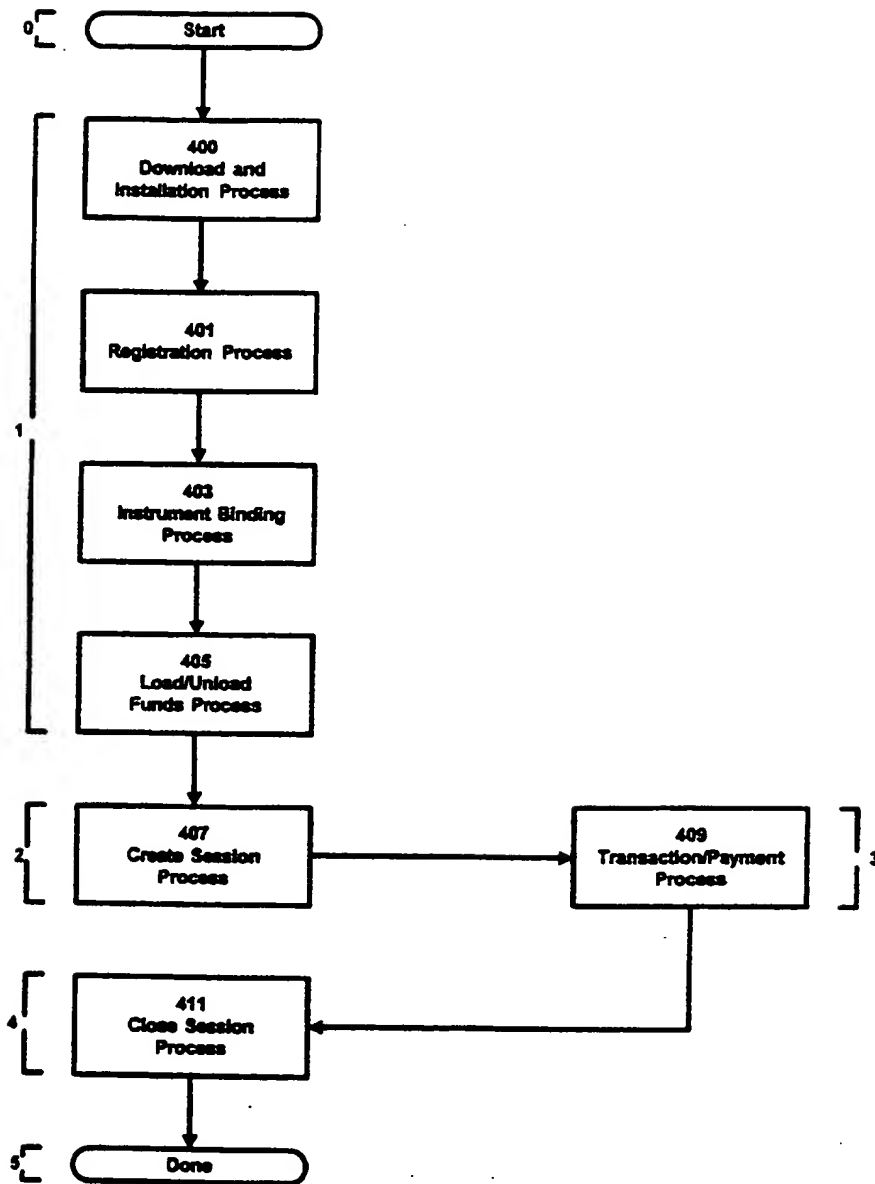 0
Start
400
Download and
Installation Process
401
Registration Process
1
403
Instrument Binding
Process
405
Load/Unload
Funds Process
2
407
Create Session
Process
409
Transaction/Payment
Process
3
4
411
Close Session
Process
5
Done